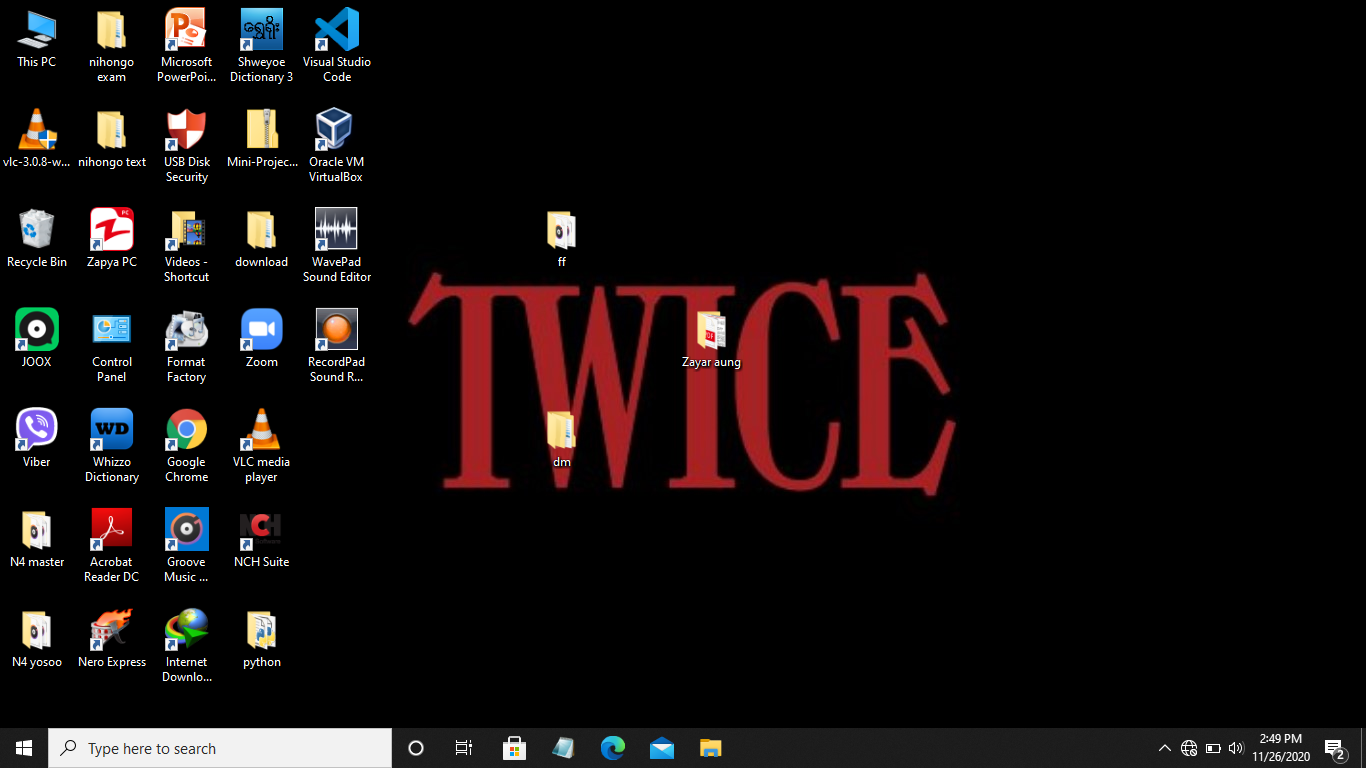 This PC
nihongo
exam
Microsoft
PowerPoi...
Shweyoe
Dictionary 3
Visual Studio
Code
vlc-3.0.8-w...
nihongo text
USB Disk
Security
Mini-Projec...
Oracle VM
VirtualBox
Recycle Bin
PC
Zapya PC
Videos -
Shortcut
download
WavePad
Sound Editor
ff
JOOX
Control
Panel
Format
Factory
Zoom
RecordPad
Sound R...
Zayar aung
TWICE
Viber
WD
Whizzo
Dictionary
Google
Chrome
VLC media
player
dm
N4 master
Acrobat
Reader DC
Groove
Music ...
NCH
NCH Suite
N4 yosoo
Nero Express
Internet
Downlo...
python
Type here to search
2:49 PM
11/26/2020
2